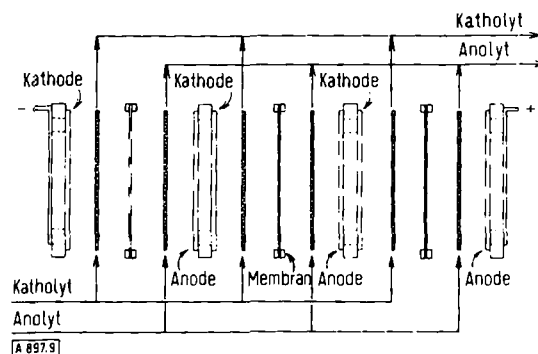 Katholyt
Anolyt
Kathode Kathode Kathode
- +
Anode Membran Anode Anode
Katholyt
Anolyt
A 897.9